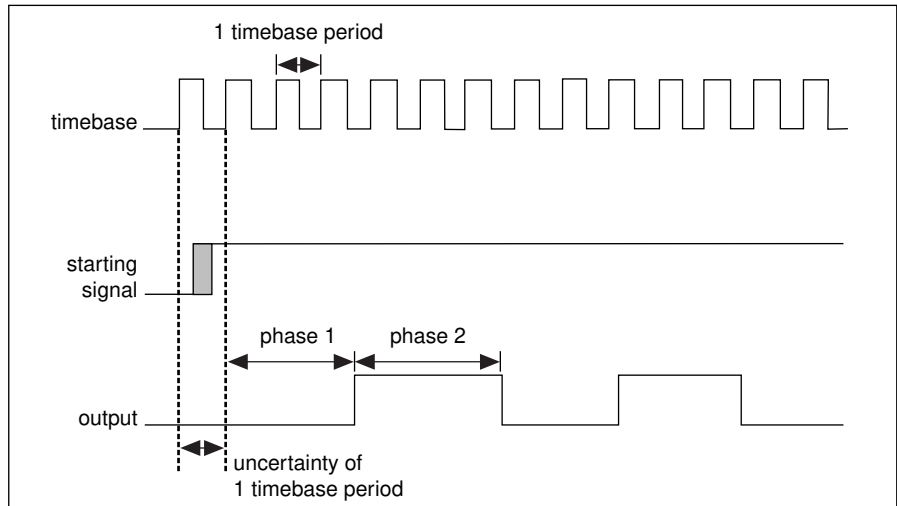 1 timebase period
timebase
starting
signal
phase 1
phase 2
output
uncertainty of
1 timebase period